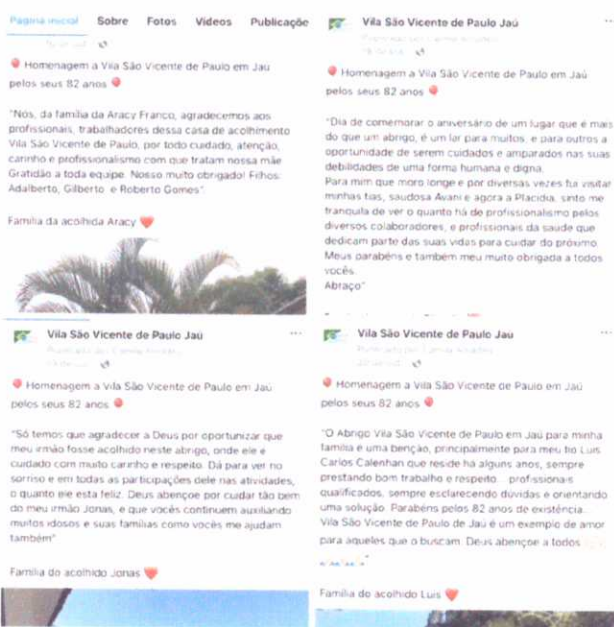 Página inicial Sobre Fotos Vídeos Publicaçõe
🎈 Homenagem a Vila São Vicente de Paulo em Jaú
pelos seus 82 anos 🎈
"Nós, da família da Aracy Franco, agradecemos aos
profissionais, trabalhadores dessa casa de acolhimento
Vila São Vicente de Paulo, por todo cuidado, atenção,
carinho e profissionalismo com que tratam nossa mãe
Gratidão a toda equipe. Nosso muito obrigado! Filhos:
Adalberto, Gilberto e Roberto Gomes".
Família da acolhida Aracy ❤️
Vila São Vicente de Paulo Jaú
🎈 Homenagem a Vila São Vicente de Paulo em Jaú
pelos seus 82 anos 🎈
"Dia de comemorar o aniversário de um lugar que é mais
do que um abrigo, é um lar para muitos, e para outros a
oportunidade de serem cuidados e amparados nas suas
debilidades de uma forma humana e digna.
Para mim que moro longe e por diversas vezes fui visitar
minhas tias, saudosa Avani e agora a Placidia, sinto me
tranquila de ver o quanto há de profissionalismo pelos
diversos colaboradores, e profissionais da saúde que
dedicam parte das suas vidas para cuidar do próximo.
Meus parabéns e também meu muito obrigada a todos
vocês.
Abraço"
Vila São Vicente de Paulo Jaú
🎈 Homenagem a Vila São Vicente de Paulo em Jaú
pelos seus 82 anos 🎈
"Só temos que agradecer a Deus por oportunizar que
meu irmão fosse acolhido neste abrigo, onde ele é
cuidado com muito carinho e respeito. Dá para ver no
sorriso e em todas as participações dele nas atividades,
o quanto ele esta feliz. Deus abençoe por cuidar tão bem
do meu irmão Jonas, e que vocês continuem auxiliando
muitos idosos e suas famílias como vocês me ajudam
também"
Família do acolhido Jonas ❤️
Vila São Vicente de Paulo Jaú
🎈 Homenagem a Vila São Vicente de Paulo em Jaú
pelos seus 82 anos 🎈
"O Abrigo Vila São Vicente de Paulo em Jaú para minha
família é uma benção, principalmente para meu tio Luis
Carlos Calenhan que reside há alguns anos, sempre
prestando bom trabalho e respeito... profissionais
qualificados, sempre esclarecendo dúvidas e orientando
uma solução. Parabéns pelos 82 anos de existência...
Vila São Vicente de Paulo de Jaú é um exemplo de amor
para aqueles que o buscam. Deus abençoe a todos
Família do acolhido Luis ❤️